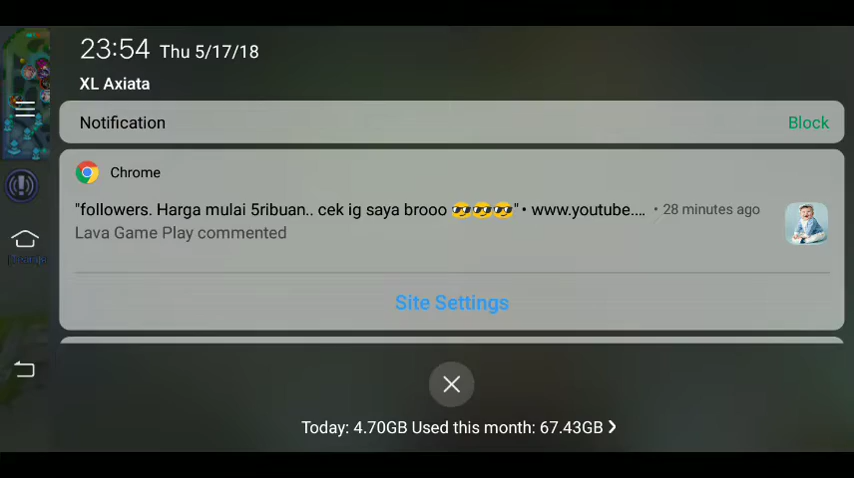 23:54 Thu 5/17/18
XL Axiata
Notification Block
Chrome
"followers. Harga mulai 5ribuan.. cek ig saya brooo 😎😎😎" • www.youtube.... • 28 minutes ago
Lava Game Play commented
Site Settings
Today: 4.70GB Used this month: 67.43GB